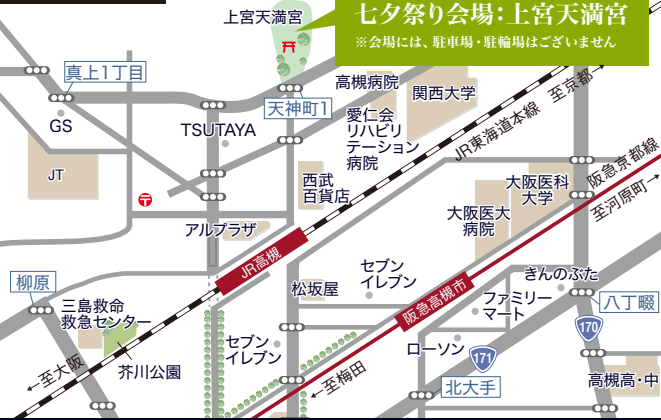 上宮天満宮
七夕祭り会場：上宮天満宮
※会場には、駐車場・駐輪場はございません
真上1丁目
高槻病院
関西大学
至京都→
天神町1
GS
TSUTAYA
愛仁会
リハビリ
テーション
病院
JR東海道本線
阪急京都線
JT
西武
百貨店
大阪医科
大学
至河原町→
アルプラザ
大阪医大
病院
JR高槻
柳原
松坂屋
セブン
イレブン
きんのぶた
阪急高槻市
ファミリー
マート
八丁畷
三島救命
救急センター
170
セブン
イレブン
ローソン
171
←至大阪
芥川公園
←至梅田
北大手
高槻高・中